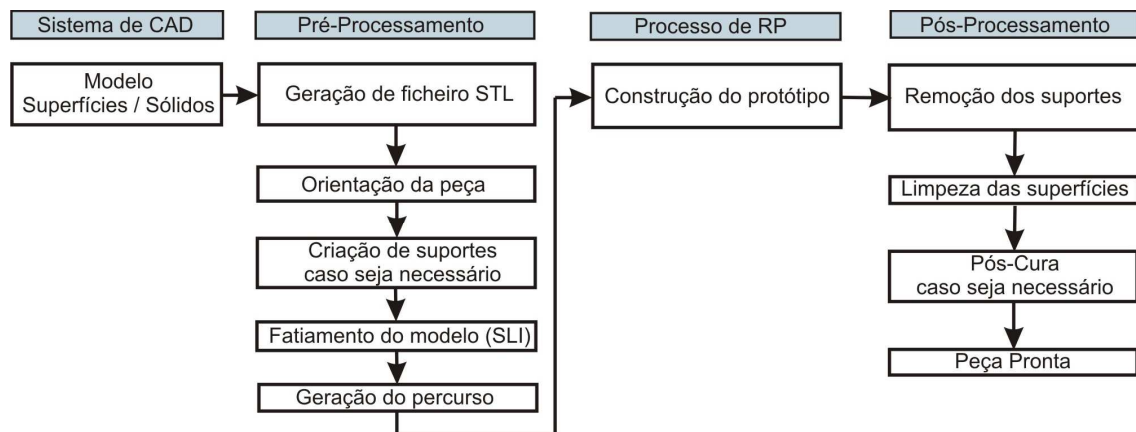 Sistema de CAD
Modelo
Superfícies / Sólidos
Pré-Processamento
Geração de ficheiro STL
Orientação da peça
Criação de suportes
caso seja necessário
Fatiamento do modelo (SLI)
Geração do percurso
Processo de RP
Construção do protótipo
Pós-Processamento
Remoção dos suportes
Limpeza das superfícies
Pós-Cura
caso seja necessário
Peça Pronta